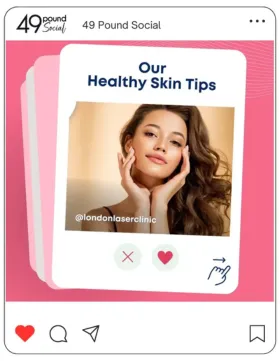 49 pound
Social
49 Pound Social
Our
Healthy Skin Tips
@londonlaserclinic